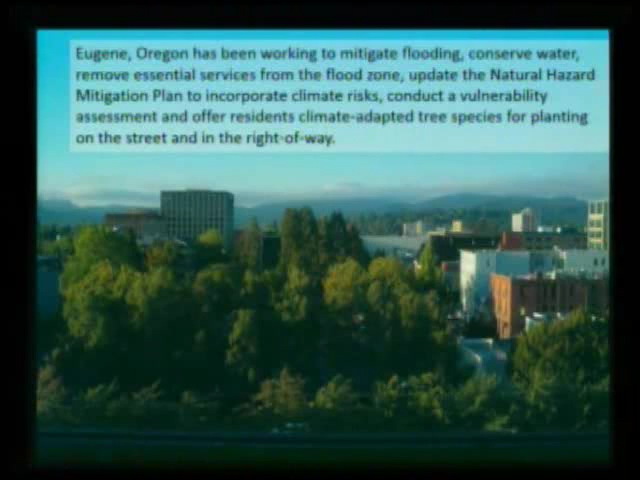 Eugene, Oregon has been working to mitigate flooding, conserve water,
remove essential services from the flood zone, update the Natural Hazard
Mitigation Plan to incorporate climate risks, conduct a vulnerability
assessment and offer residents climate-adapted tree species for planting
on the street and in the right-of-way.